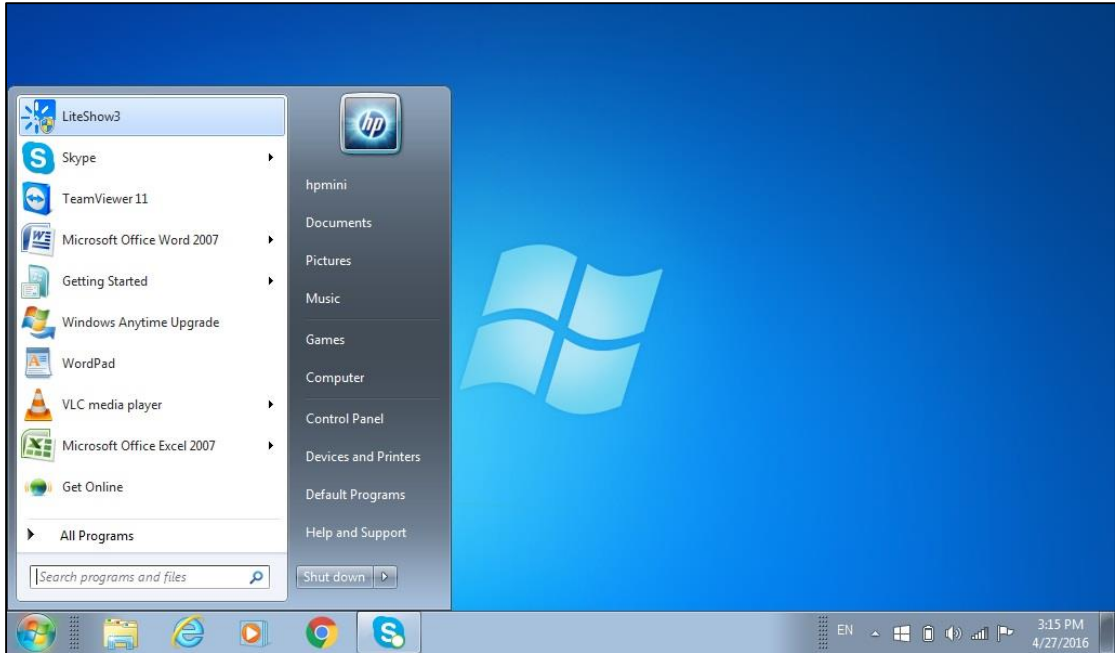 LiteShow3
Skype
TeamViewer 11
Microsoft Office Word 2007
Getting Started
Windows Anytime Upgrade
WordPad
VLC media player
Microsoft Office Excel 2007
Get Online
All Programs
Search programs and files
hp
hpmini
Documents
Pictures
Music
Games
Computer
Control Panel
Devices and Printers
Default Programs
Help and Support
Shut down
EN
3:15 PM
4/27/2016